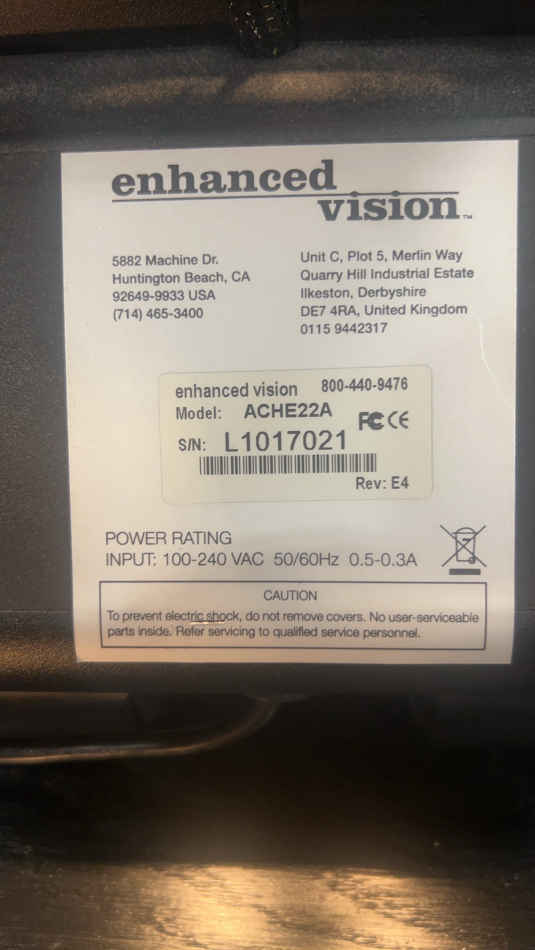 enhanced
vision™
5882 Machine Dr.
Huntington Beach, CA
92649-9933 USA
(714) 465-3400
Unit C, Plot 5, Merlin Way
Quarry Hill Industrial Estate
Ilkeston, Derbyshire
DE7 4RA, United Kingdom
0115 9442317
enhanced vision 800-440-9476
Model: ACHE22A
FC CE
S/N: L1017021
Rev: E4
POWER RATING
INPUT: 100-240 VAC 50/60Hz 0.5-0.3A
CAUTION
To prevent electric shock, do not remove covers. No user-serviceable
parts inside. Refer servicing to qualified service personnel.